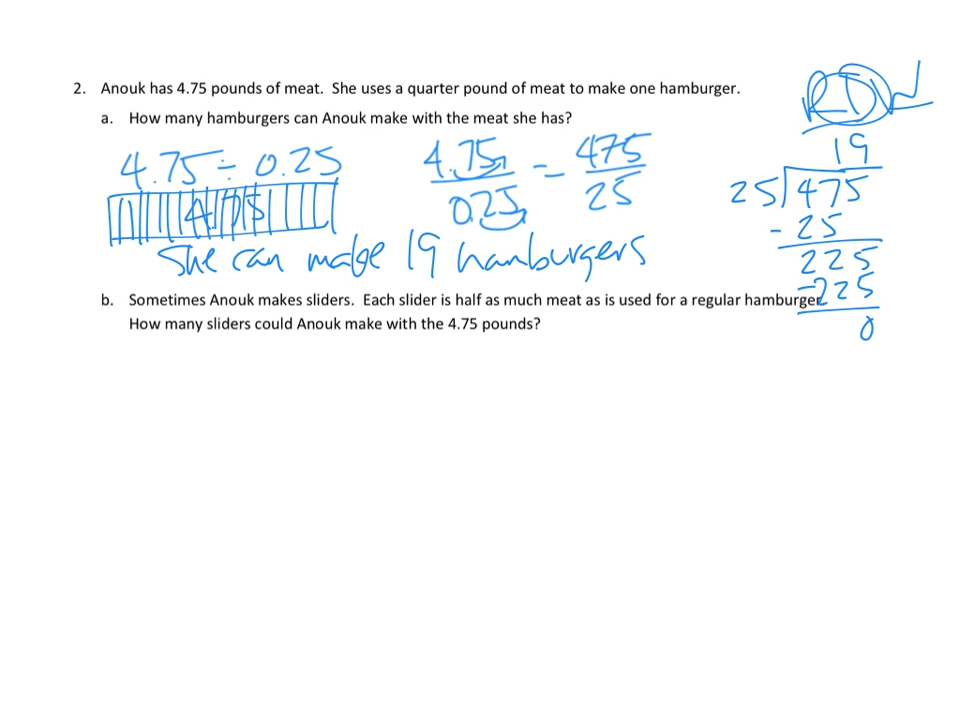 2. Anouk has 4.75 pounds of meat. She uses a quarter pound of meat to make one hamburger.
RDW
a. How many hamburgers can Anouk make with the meat she has?
4.75 ÷ 0.25
4.75 / 0.25 = 475 / 25
19
25)475
- 25
225
-225
0
4.75
She can make 19 hamburgers
b. Sometimes Anouk makes sliders. Each slider is half as much meat as is used for a regular hamburger.
How many sliders could Anouk make with the 4.75 pounds?